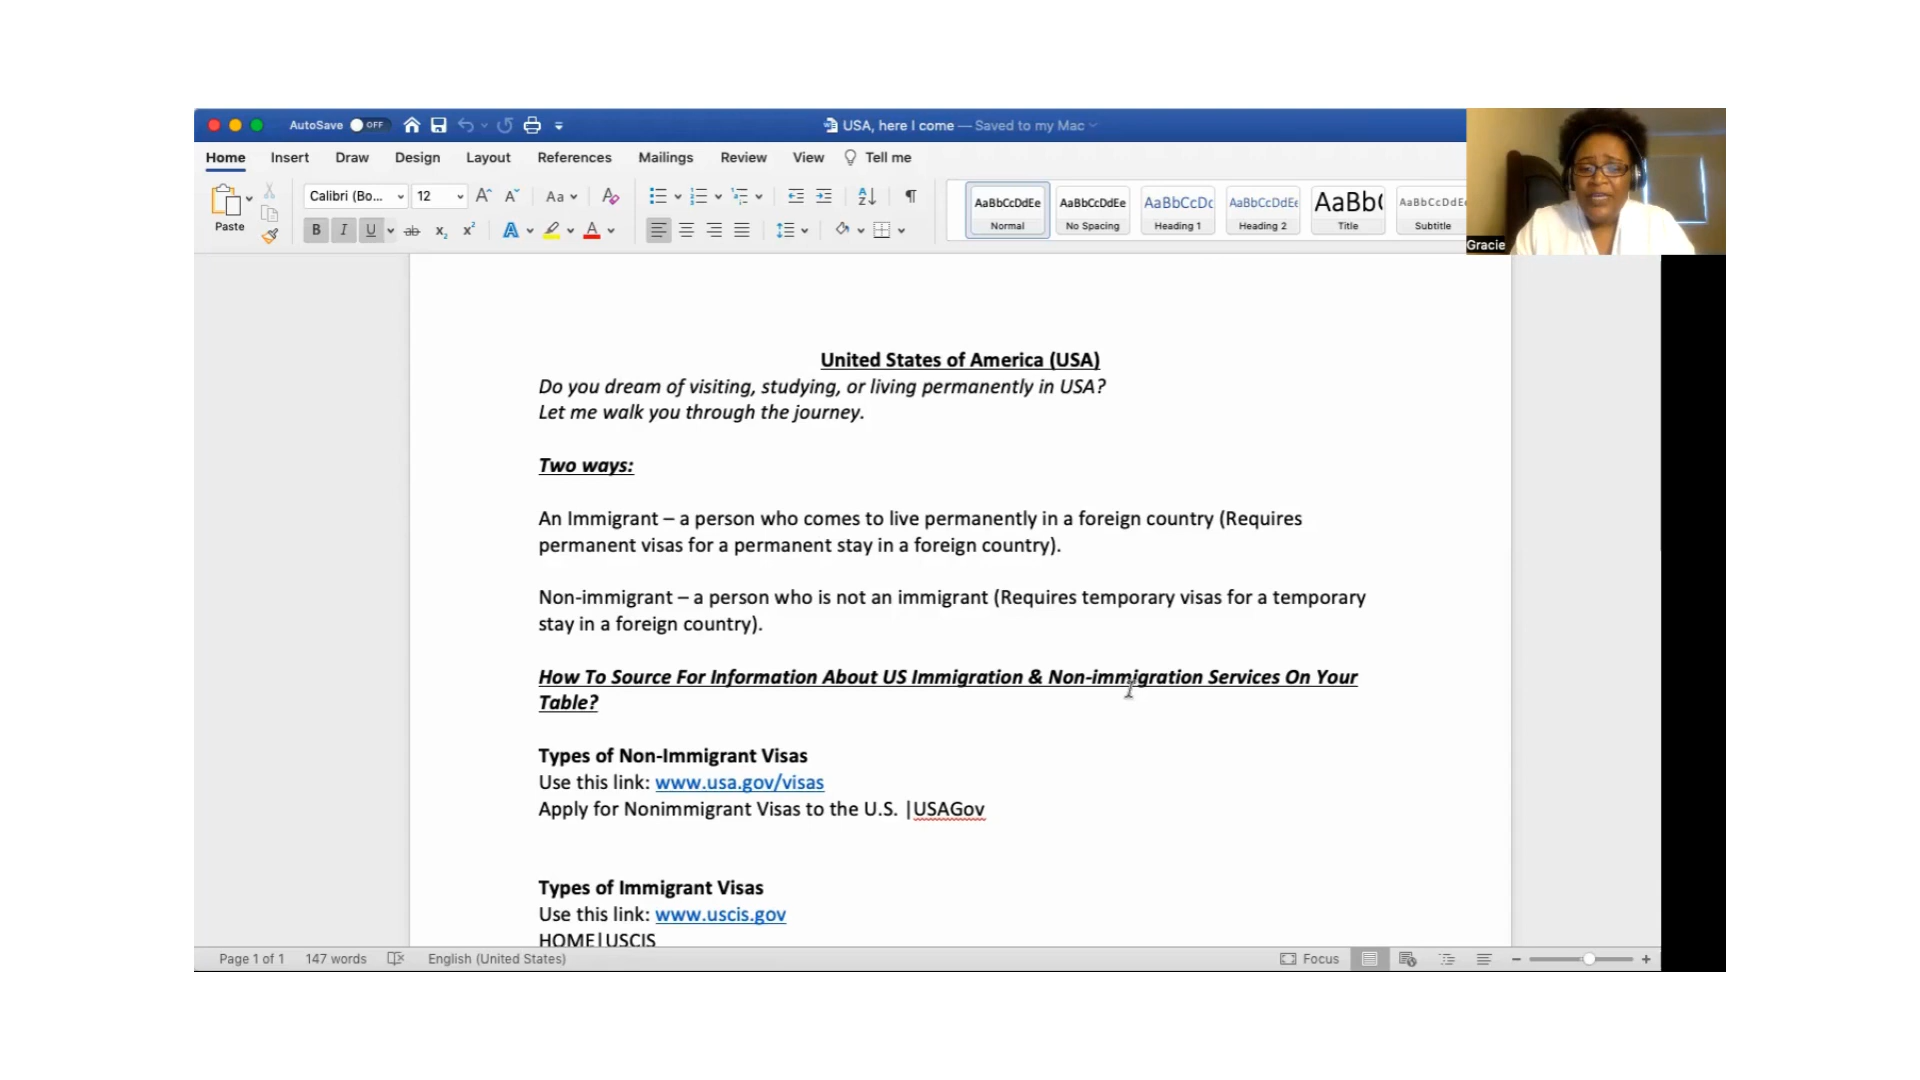 AutoSave OFF
USA, here I come — Saved to my Mac
Home Insert Draw Design Layout References Mailings Review View Tell me
Paste
Calibri (Bo... 12 A A Aa A
B I U ab x₂ x² A A
AaBbCcDdEe Normal
AaBbCcDdEe No Spacing
AaBbCcDc Heading 1
AaBbCcDdEe Heading 2
AaBb( Title
AaBbCcDdEe Subtitle
Gracie
United States of America (USA)
Do you dream of visiting, studying, or living permanently in USA?
Let me walk you through the journey.
Two ways:
An Immigrant – a person who comes to live permanently in a foreign country (Requires
permanent visas for a permanent stay in a foreign country).
Non-immigrant – a person who is not an immigrant (Requires temporary visas for a temporary
stay in a foreign country).
How To Source For Information About US Immigration & Non-immigration Services On Your
Table?
Types of Non-Immigrant Visas
Use this link: www.usa.gov/visas
Apply for Nonimmigrant Visas to the U.S. |USAGov
Types of Immigrant Visas
Use this link: www.uscis.gov
HOME|USCIS
Page 1 of 1 147 words English (United States) Focus